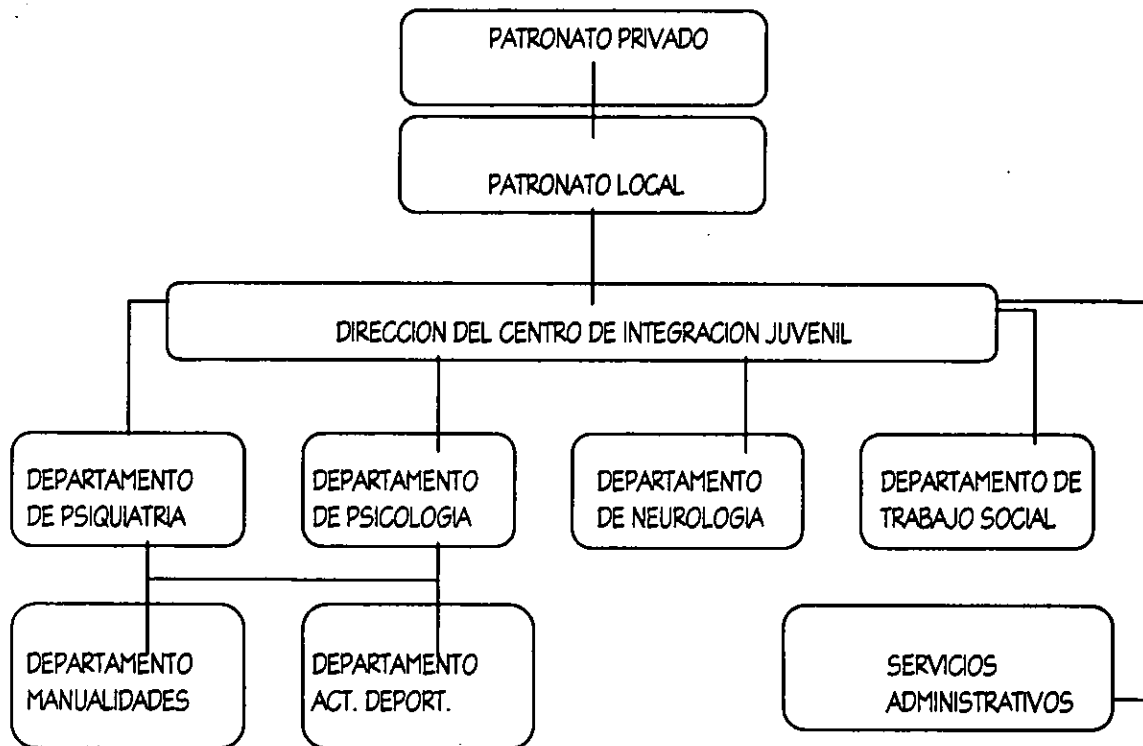 PATRONATO PRIVADO
PATRONATO LOCAL
DIRECCION DEL CENTRO DE INTEGRACION JUVENIL
DEPARTAMENTO
DE PSIQUIATRIA
DEPARTAMENTO
DE PSICOLOGIA
DEPARTAMENTO
DE NEUROLOGIA
DEPARTAMENTO DE
TRABAJO SOCIAL
DEPARTAMENTO
MANUALIDADES
DEPARTAMENTO
ACT. DEPORT.
SERVICIOS
ADMINISTRATIVOS